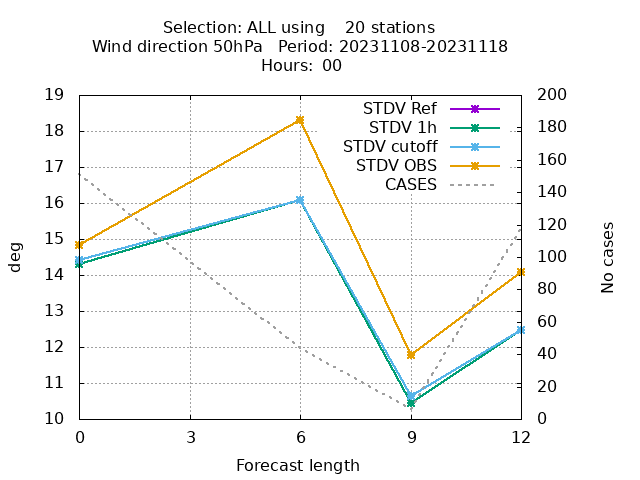 Selection: ALL using    20 stations
Wind direction 50hPa   Period: 20231108-20231118
Hours: 00
STDV Ref
STDV 1h
STDV cutoff
STDV OBS
CASES
19
18
17
16
15
14
13
12
11
10
deg
200
180
160
140
120
100
80
60
40
20
0
No cases
0
3
6
9
12
Forecast length